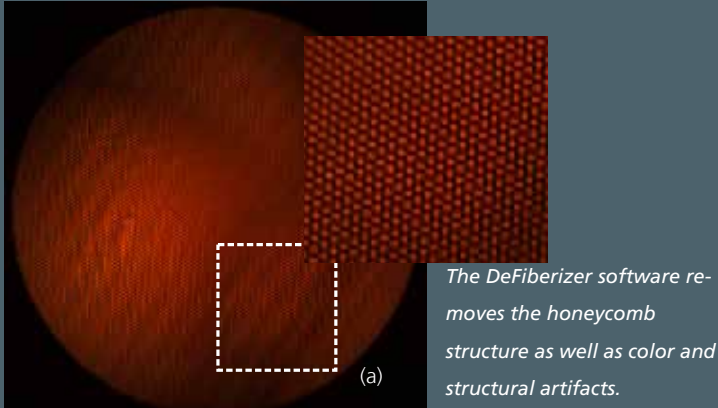 (a)
The DeFiberizer software re-
moves the honeycomb
structure as well as color and
structural artifacts.